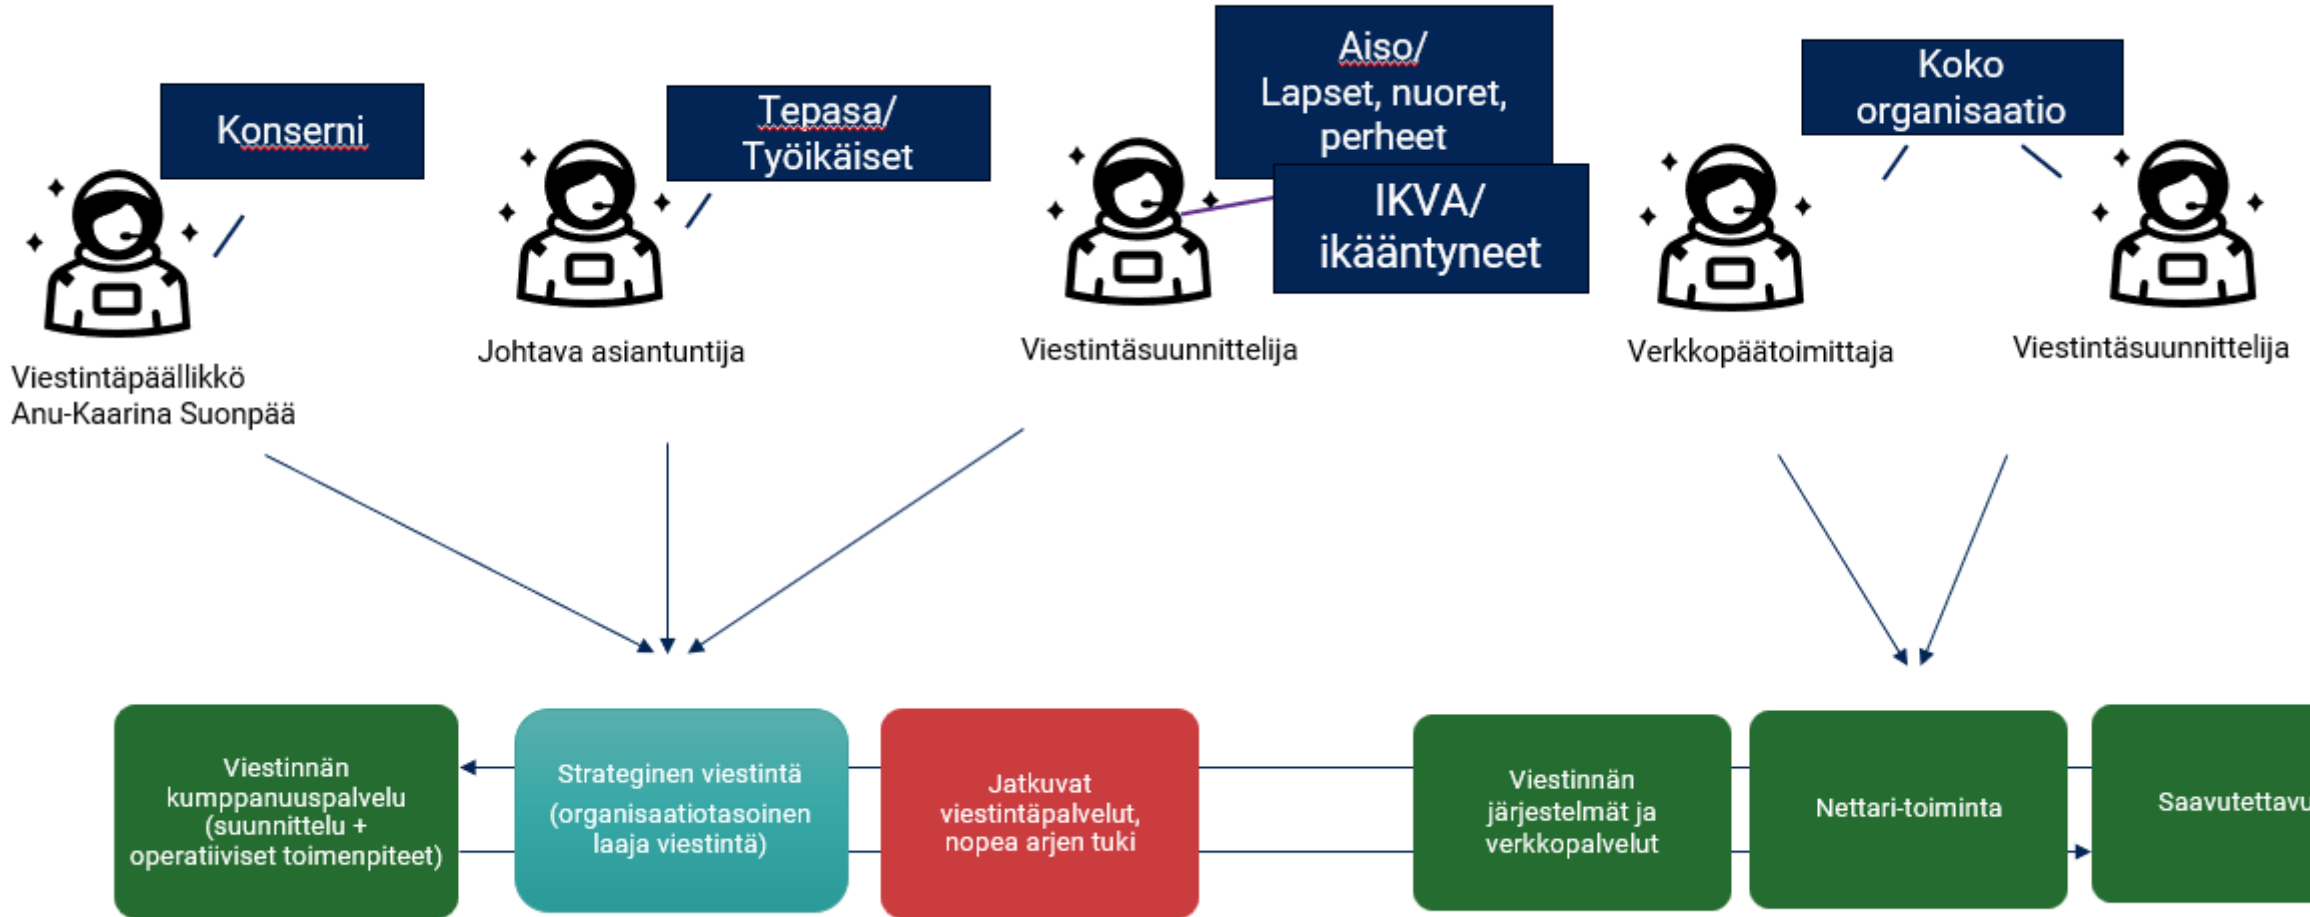 Konserni
Tepasa/
Työikäiset
Aiso/
Lapset, nuoret,
perheet
IKVA/
ikääntyneet
Koko
organisaatio
Viestintäpäällikkö
Anu-Kaarina Suonpää
Johtava asiantuntija
Viestintäsuunnittelija
Verkkopäätoimittaja
Viestintäsuunnittelija
Viestinnän
kumppanuuspalvelu
(suunnittelu +
operatiiviset toimenpiteet)
Strateginen viestintä
(organisaatiotasoinen
laaja viestintä)
Jatkuvat
viestintäpalvelut,
nopea arjen tuki
Viestinnän
järjestelmät ja
verkkopalvelut
Nettari-toiminta